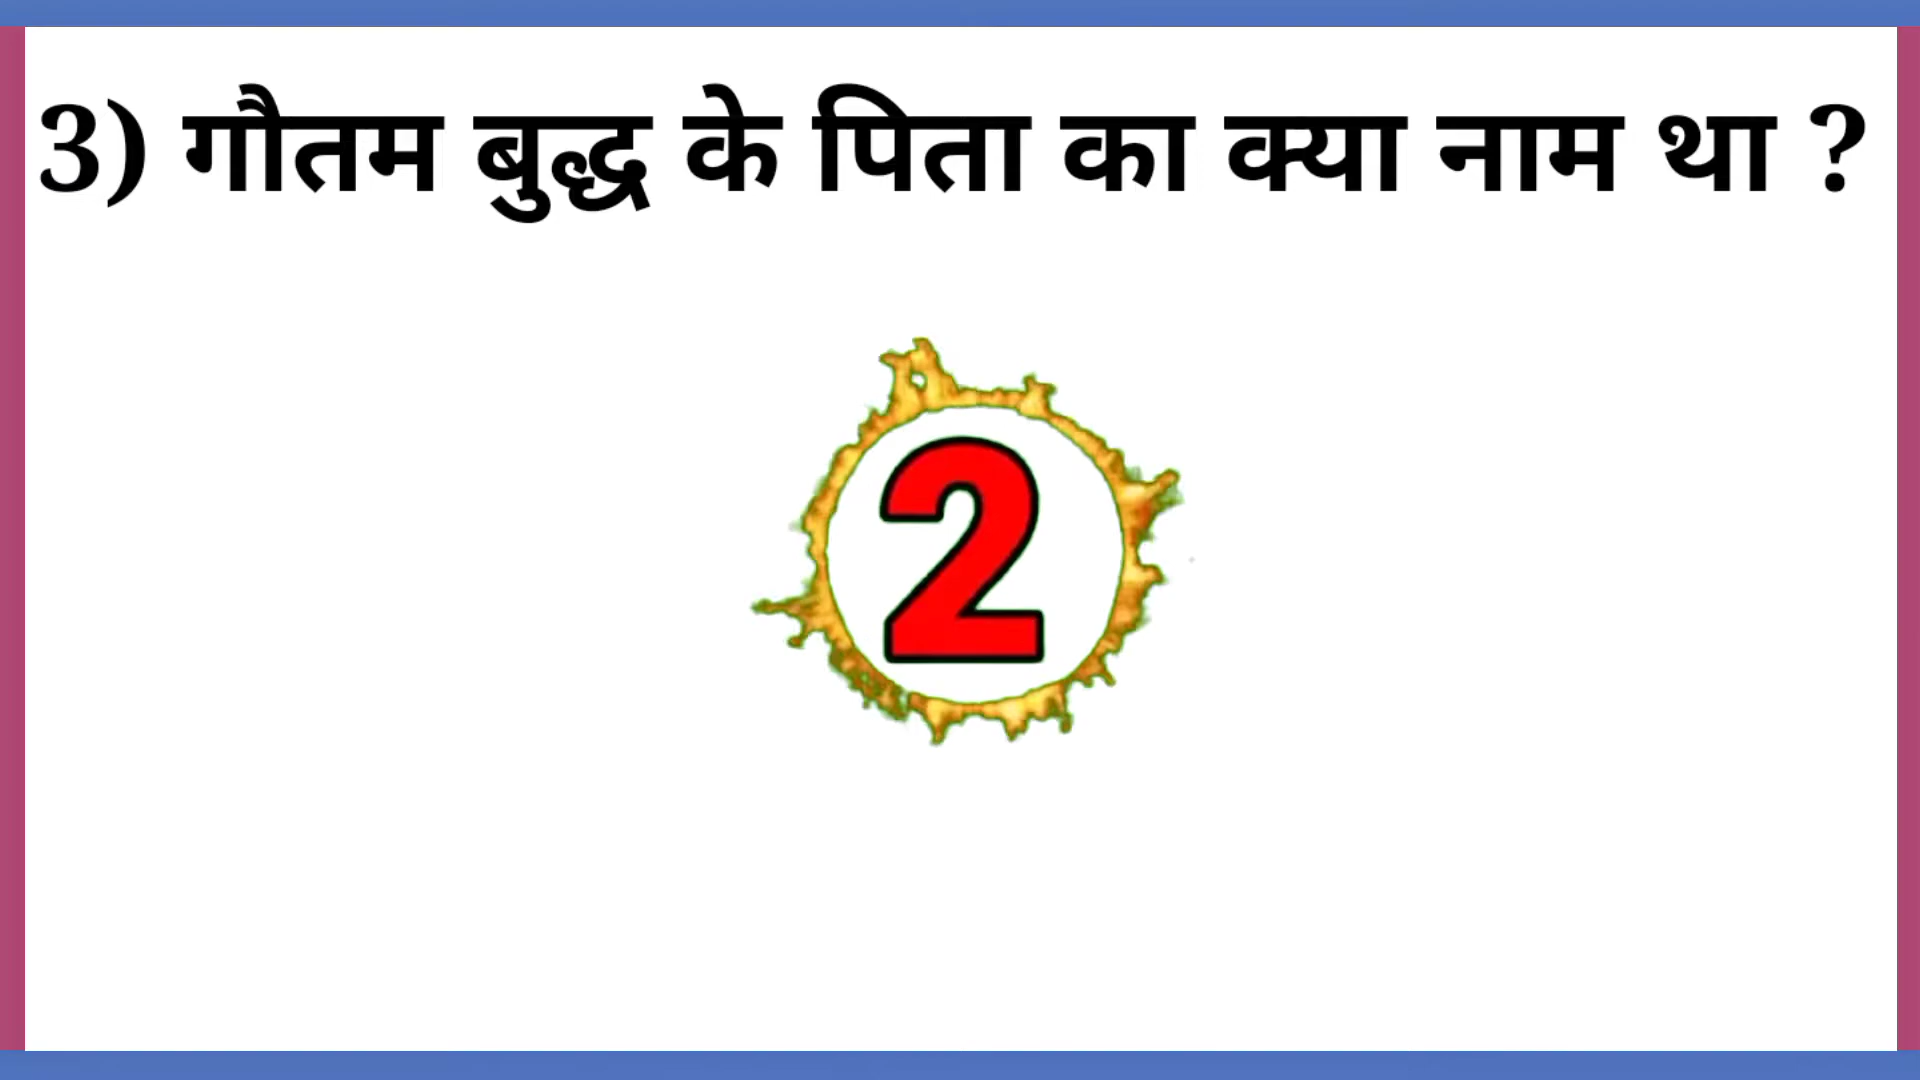 3) गौतम बुद्ध के पिता का क्या नाम था ?
2